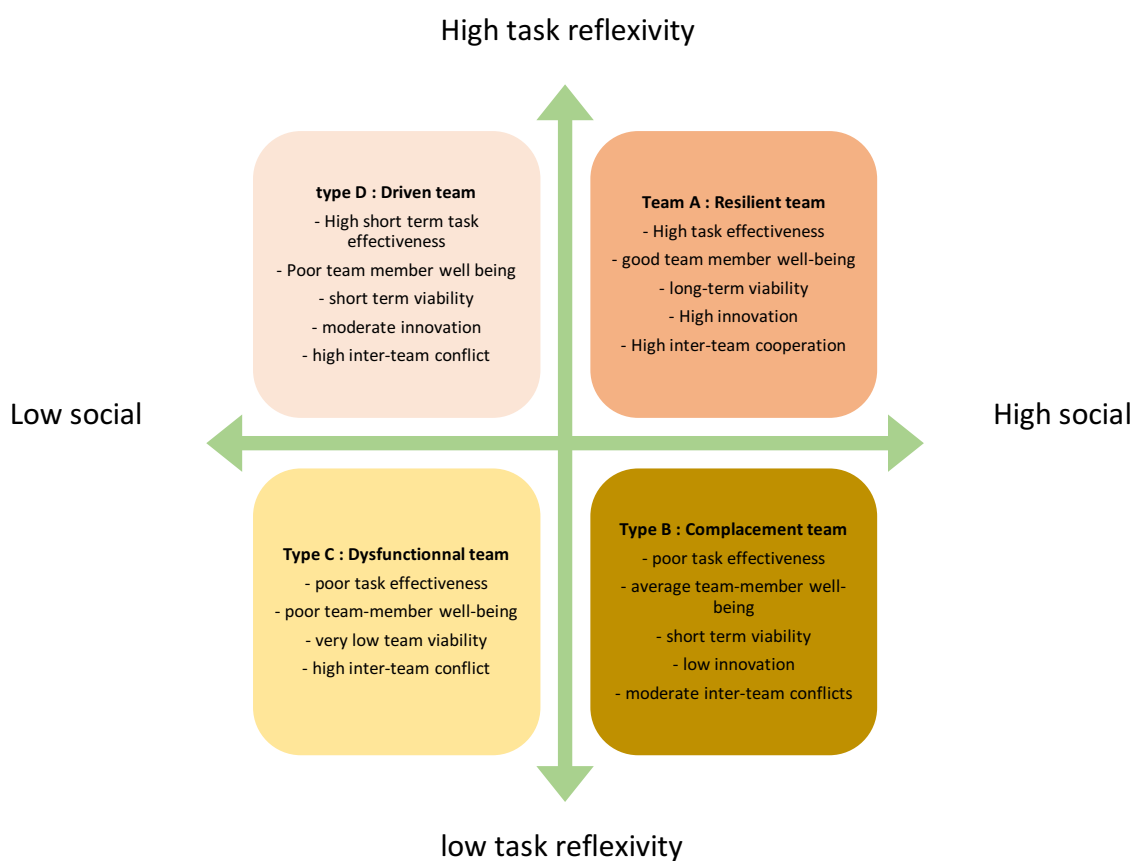 High task reflexivity
type D : Driven team
- High short term task
effectiveness
- Poor team member well being
- short term viability
- moderate innovation
- high inter-team conflict
Team A : Resilient team
- High task effectiveness
- good team member well-being
- long-term viability
- High innovation
- High inter-team cooperation
Low social
High social
Type C : Dysfunctionnal team
- poor task effectiveness
- poor team-member well-being
- very low team viability
- high inter-team conflict
Type B : Complacement team
- poor task effectiveness
- average team-member well-
being
- short term viability
- low innovation
- moderate inter-team conflicts
low task reflexivity